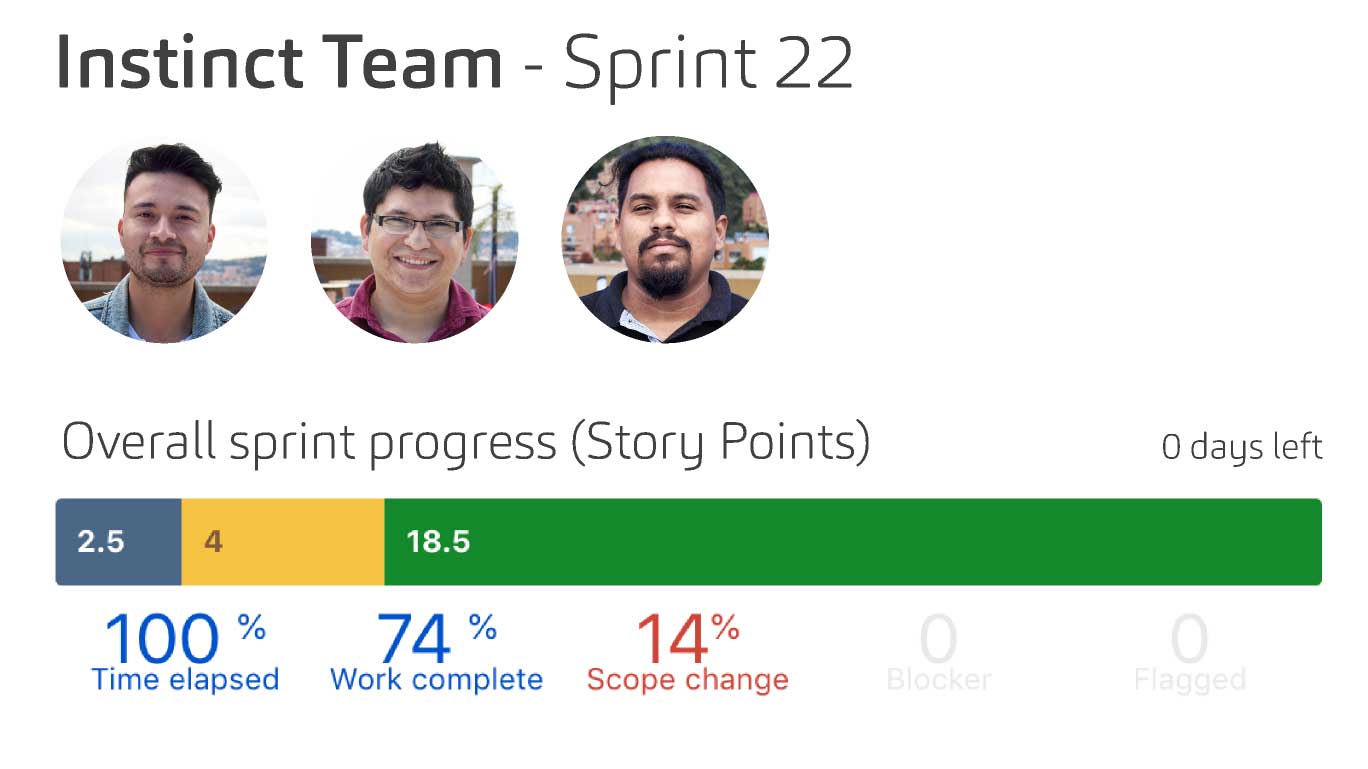 Instinct Team - Sprint 22
Overall sprint progress (Story Points)
0 days left
2.5 4 18.5
100 % 74 % 14% 0 0
Time elapsed Work complete Scope change Blocker Flagged